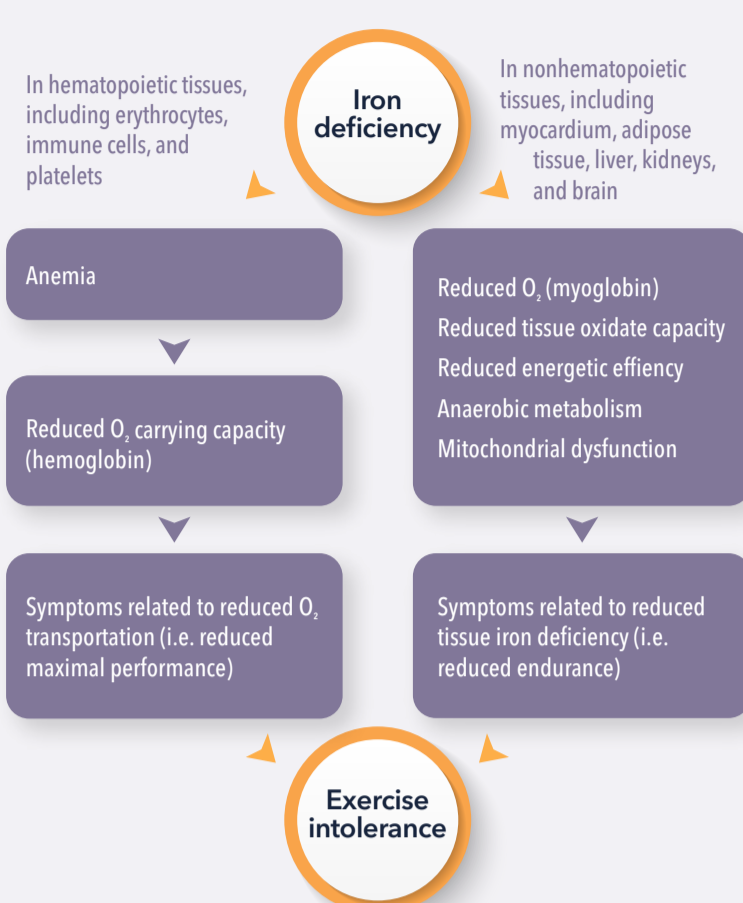 Iron
deficiency
In hematopoietic tissues,
including erythrocytes,
immune cells, and
platelets
In nonhematopoietic
tissues, including
myocardium, adipose
tissue, liver, kidneys,
and brain
Anemia
Reduced O₂ carrying capacity
(hemoglobin)
Symptoms related to reduced O₂
transportation (i.e. reduced
maximal performance)
Reduced O₂ (myoglobin)
Reduced tissue oxidate capacity
Reduced energetic effiency
Anaerobic metabolism
Mitochondrial dysfunction
Symptoms related to reduced
tissue iron deficiency (i.e.
reduced endurance)
Exercise
intolerance